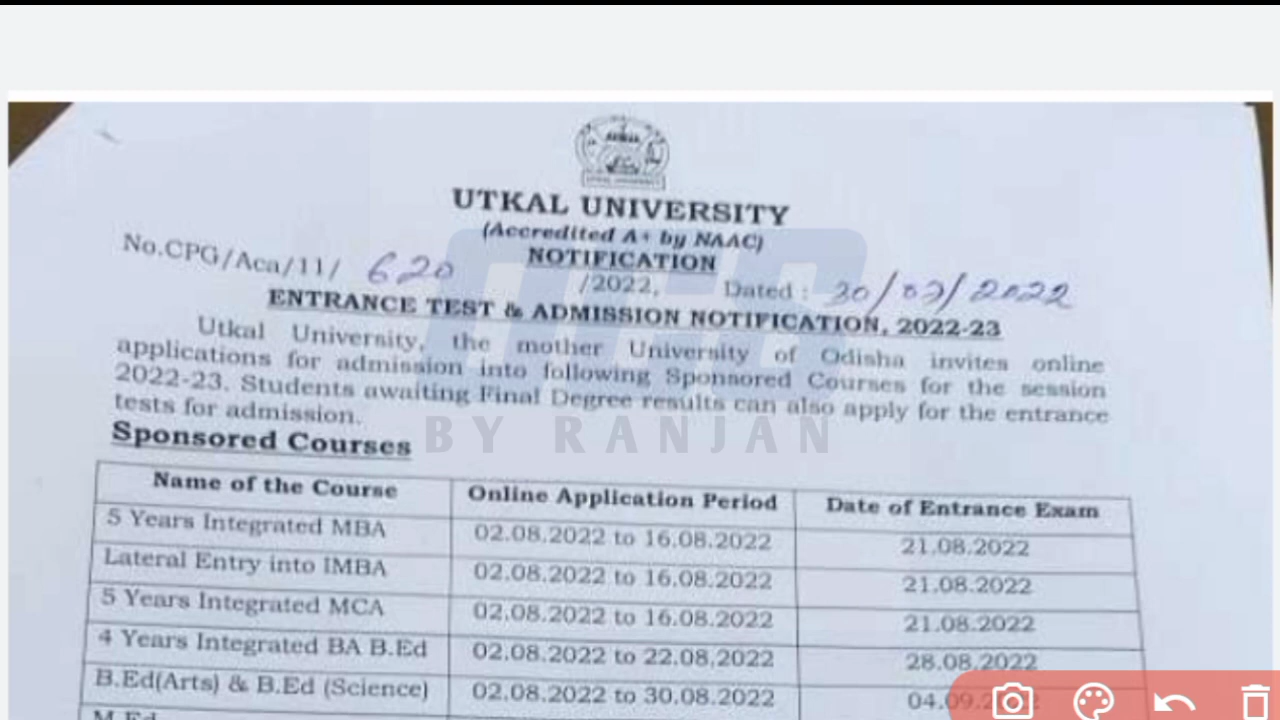 UTKAL UNIVERSITY
(Accredited A+ by NAAC)
NOTIFICATION
No.CPG/Aca/11/ 620 /2022, Dated : 30/07/2022
ENTRANCE TEST & ADMISSION NOTIFICATION, 2022-23
Utkal University, the mother University of Odisha invites online
applications for admission into following Sponsored Courses for the session
2022-23. Students awaiting Final Degree results can also apply for the entrance
tests for admission.
BY RANJAN
Sponsored Courses
Name of the Course Online Application Period Date of Entrance Exam
5 Years Integrated MBA 02.08.2022 to 16.08.2022 21.08.2022
Lateral Entry into IMBA 02.08.2022 to 16.08.2022 21.08.2022
5 Years Integrated MCA 02.08.2022 to 16.08.2022 21.08.2022
4 Years Integrated BA B.Ed 02.08.2022 to 22.08.2022 28.08.2022
B.Ed(Arts) & B.Ed (Science) 02.08.2022 to 30.08.2022 04.09.2
M.Ed